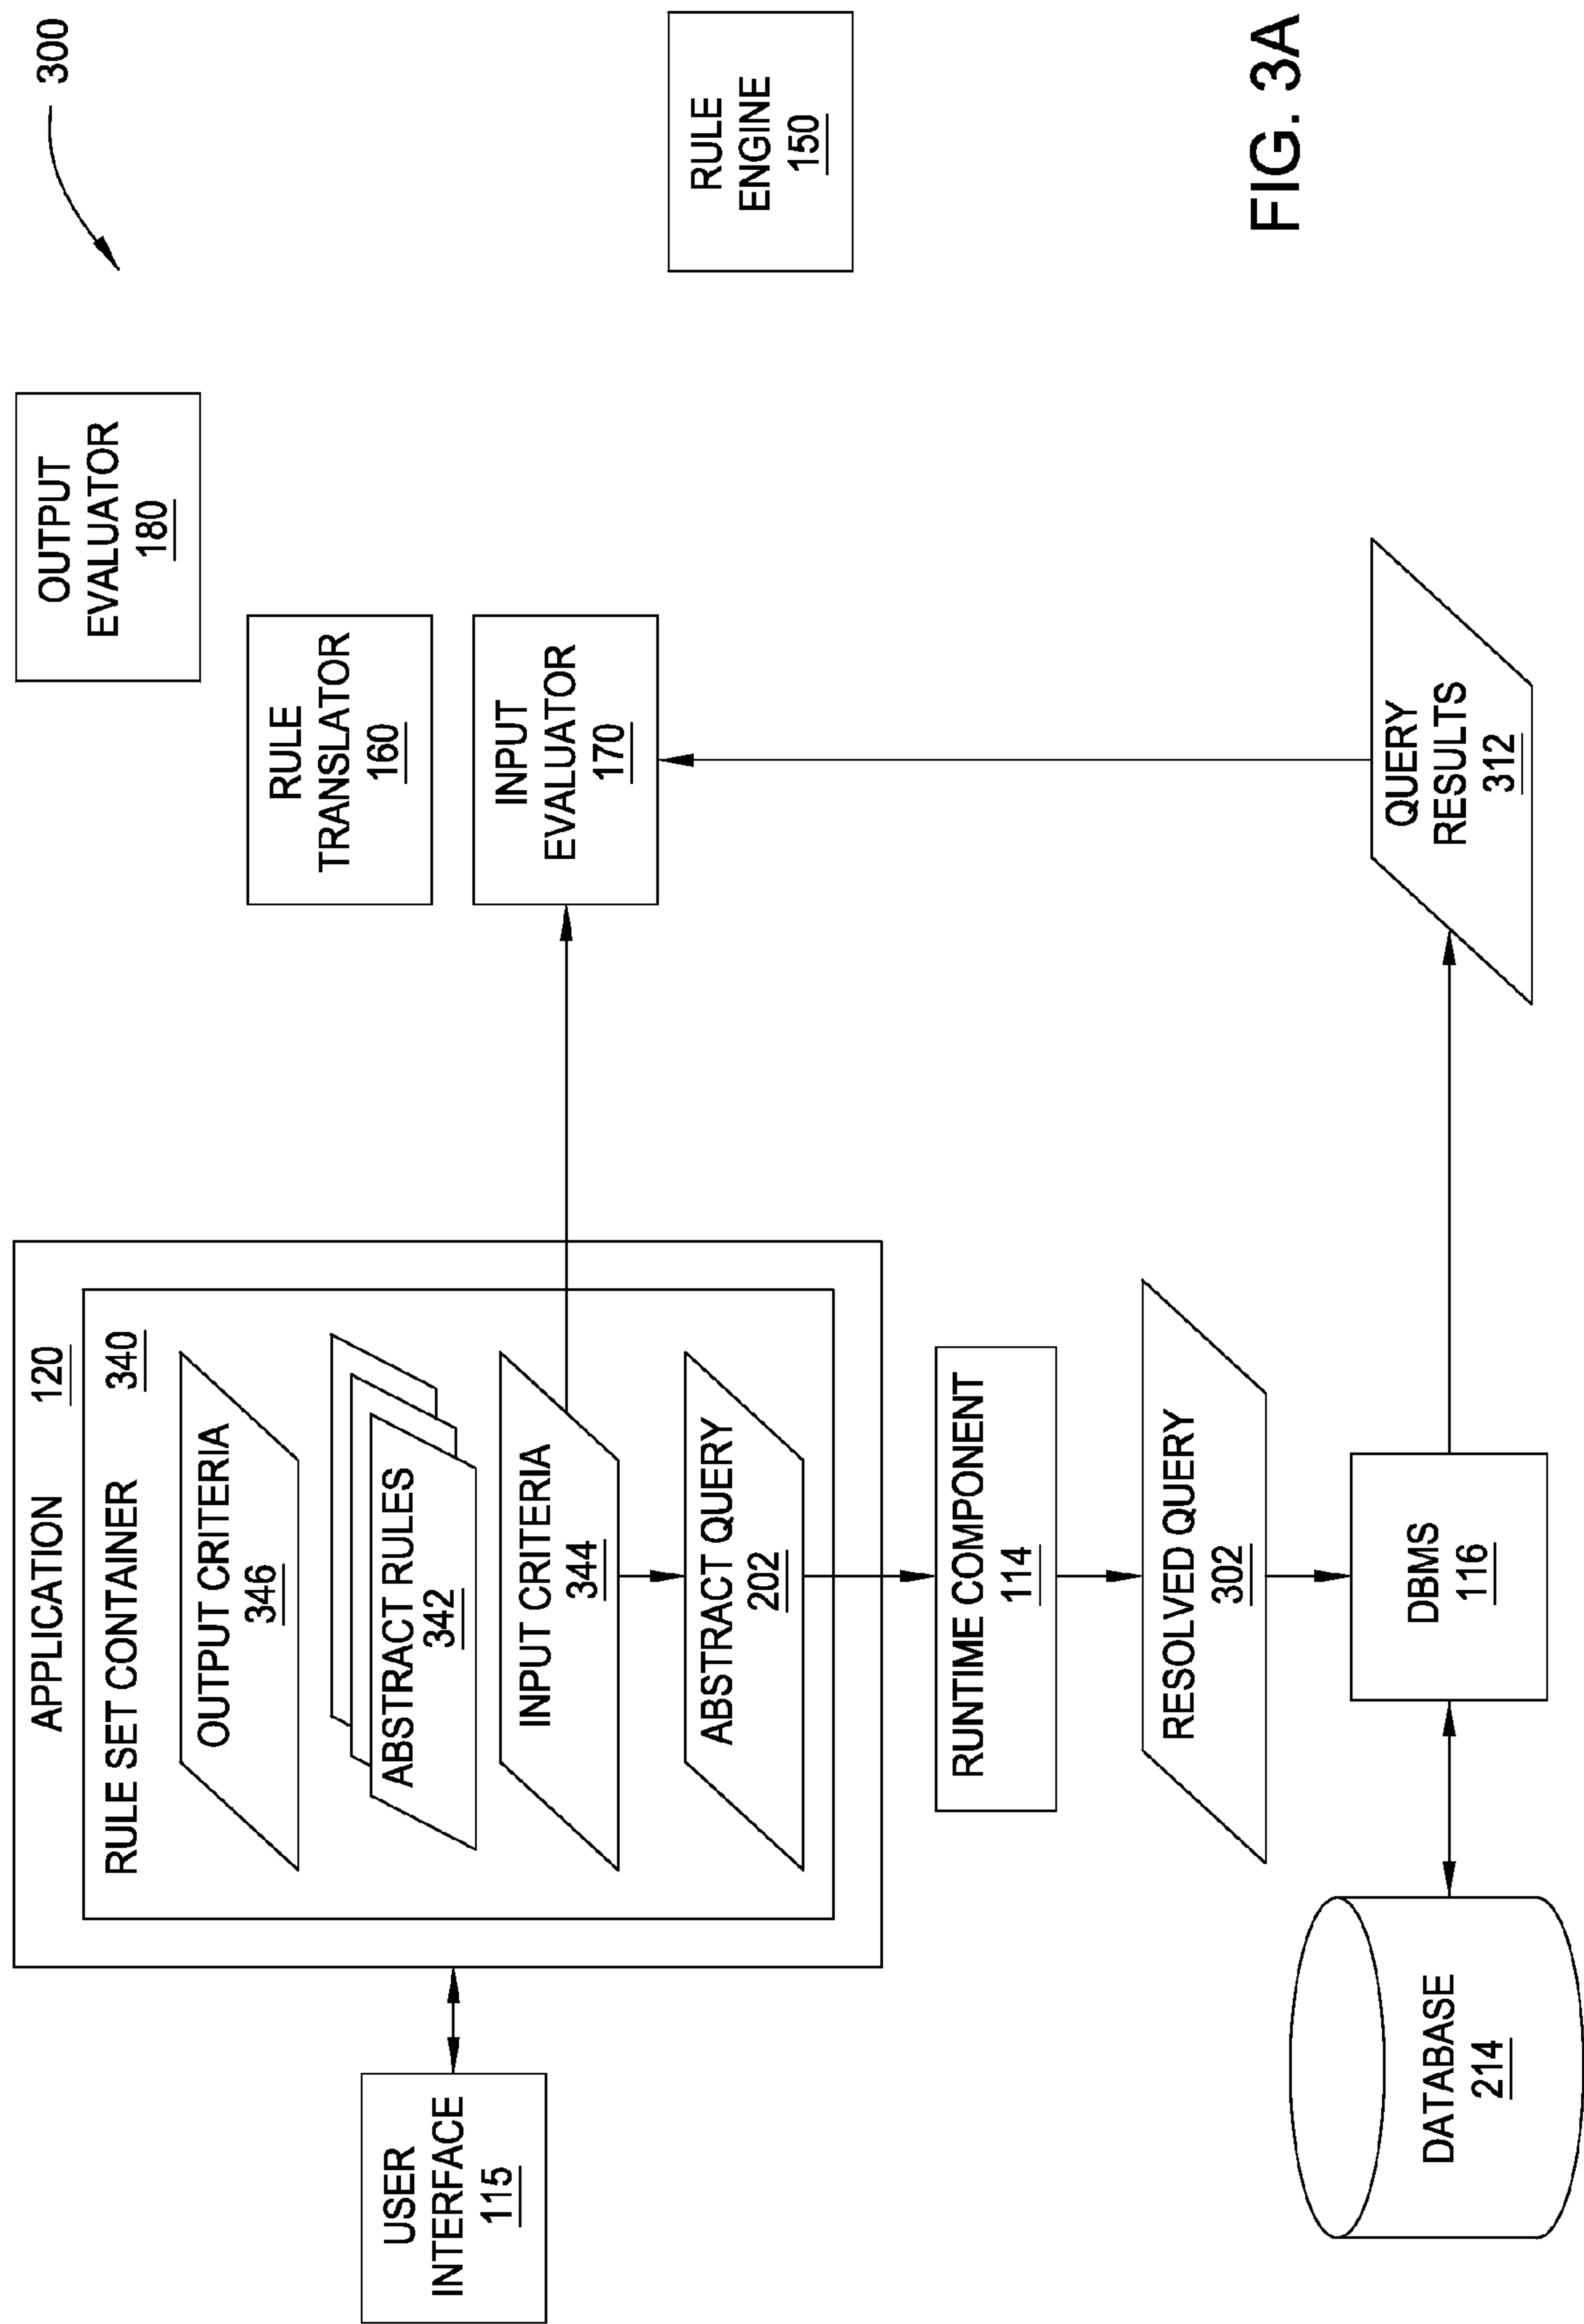 300
APPLICATION 120
RULE SET CONTAINER 340
OUTPUT CRITERIA
346
ABSTRACT RULES
342
INPUT CRITERIA
344
ABSTRACT QUERY
202
USER
INTERFACE
115
OUTPUT
EVALUATOR
180
RULE
TRANSLATOR
160
INPUT
EVALUATOR
170
RULE
ENGINE
150
RUNTIME COMPONENT
114
RESOLVED QUERY
302
DATABASE
214
DBMS
116
QUERY
RESULTS
312
FIG. 3A